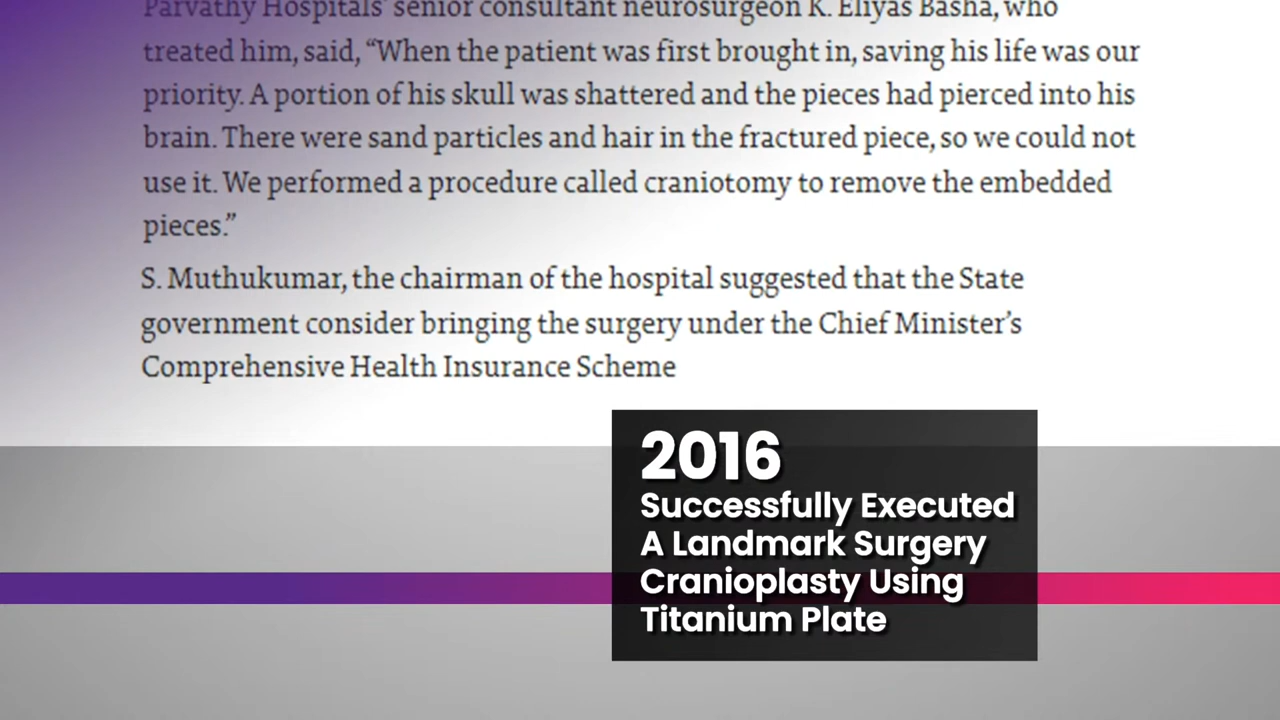 Parvathy Hospitals' senior consultant neurosurgeon K. Eliyas Basha, who
treated him, said, “When the patient was first brought in, saving his life was our
priority. A portion of his skull was shattered and the pieces had pierced into his
brain. There were sand particles and hair in the fractured piece, so we could not
use it. We performed a procedure called craniotomy to remove the embedded
pieces.”
S. Muthukumar, the chairman of the hospital suggested that the State
government consider bringing the surgery under the Chief Minister’s
Comprehensive Health Insurance Scheme
2016
Successfully Executed
A Landmark Surgery
Cranioplasty Using
Titanium Plate